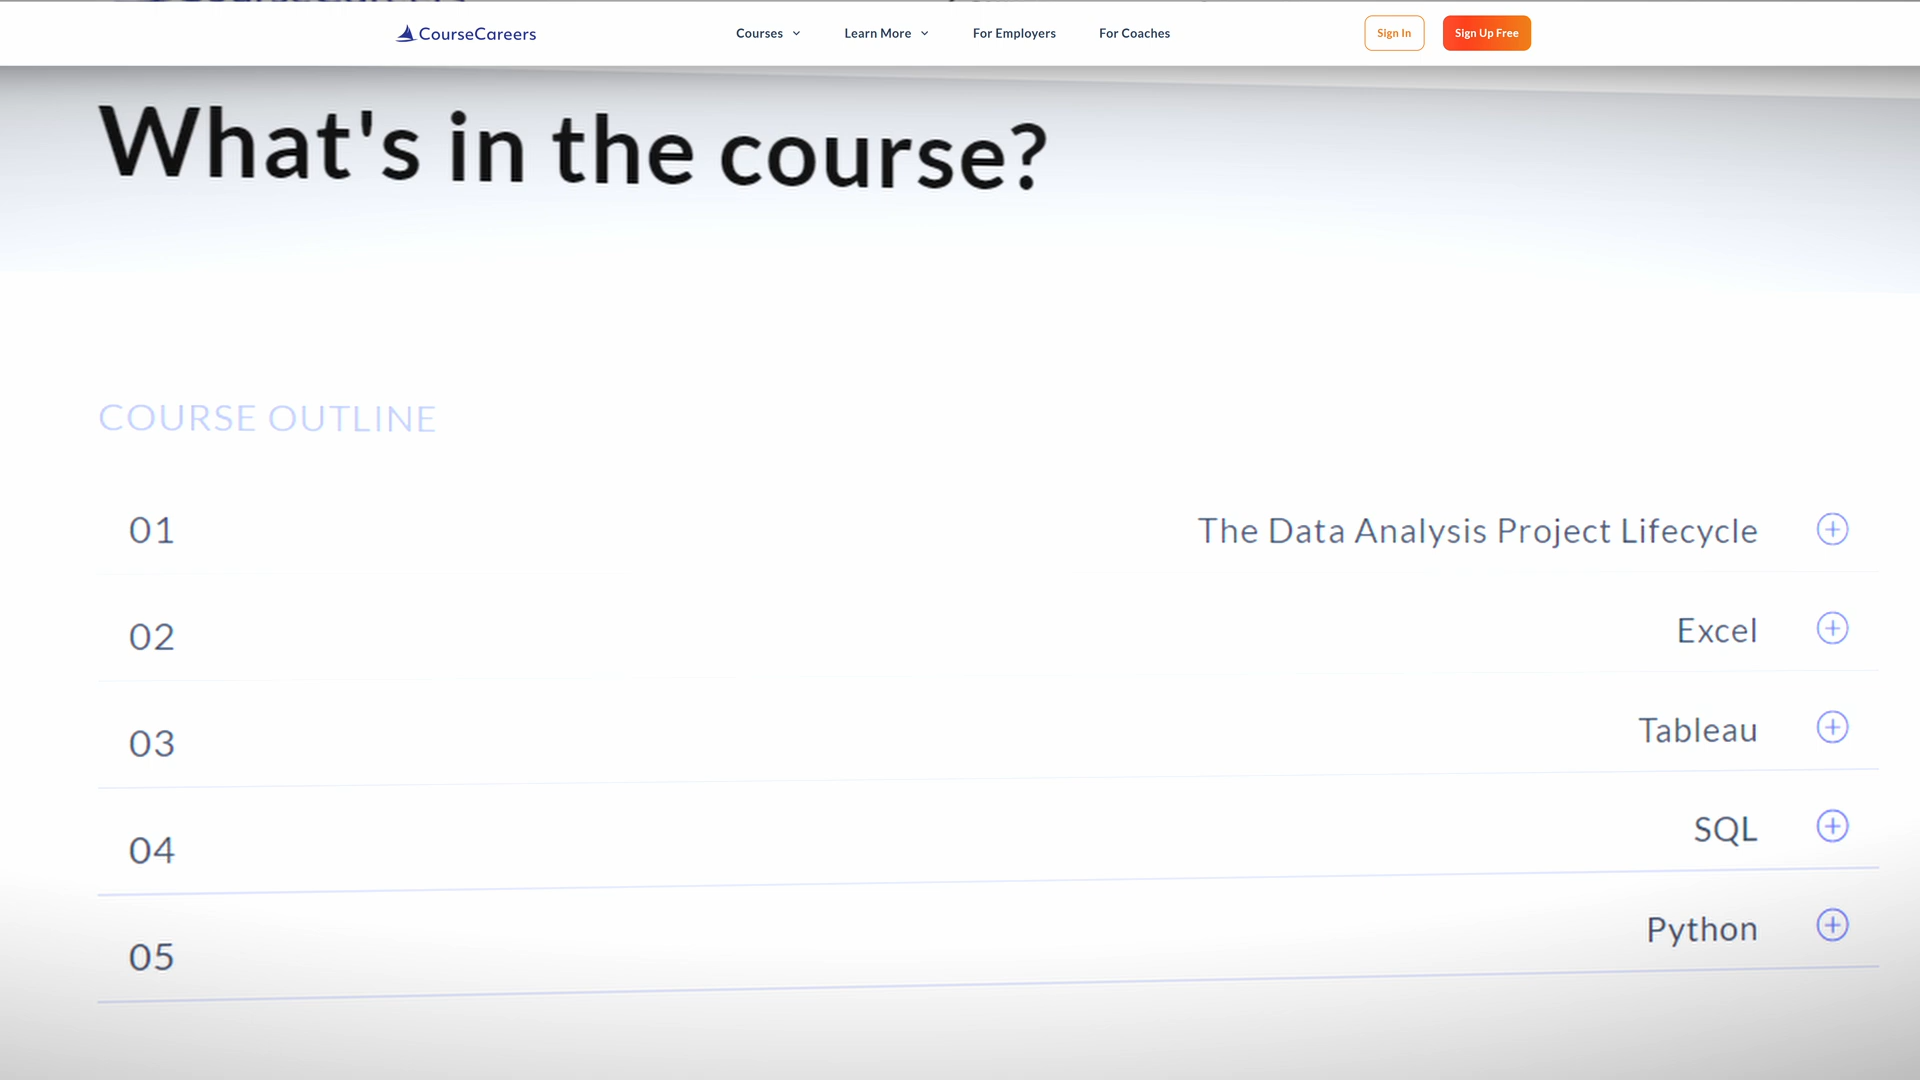 CourseCareers
Courses
Learn More
For Employers
For Coaches
Sign In
Sign Up Free
What's in the course?
COURSE OUTLINE
01 The Data Analysis Project Lifecycle
02 Excel
03 Tableau
04 SQL
05 Python